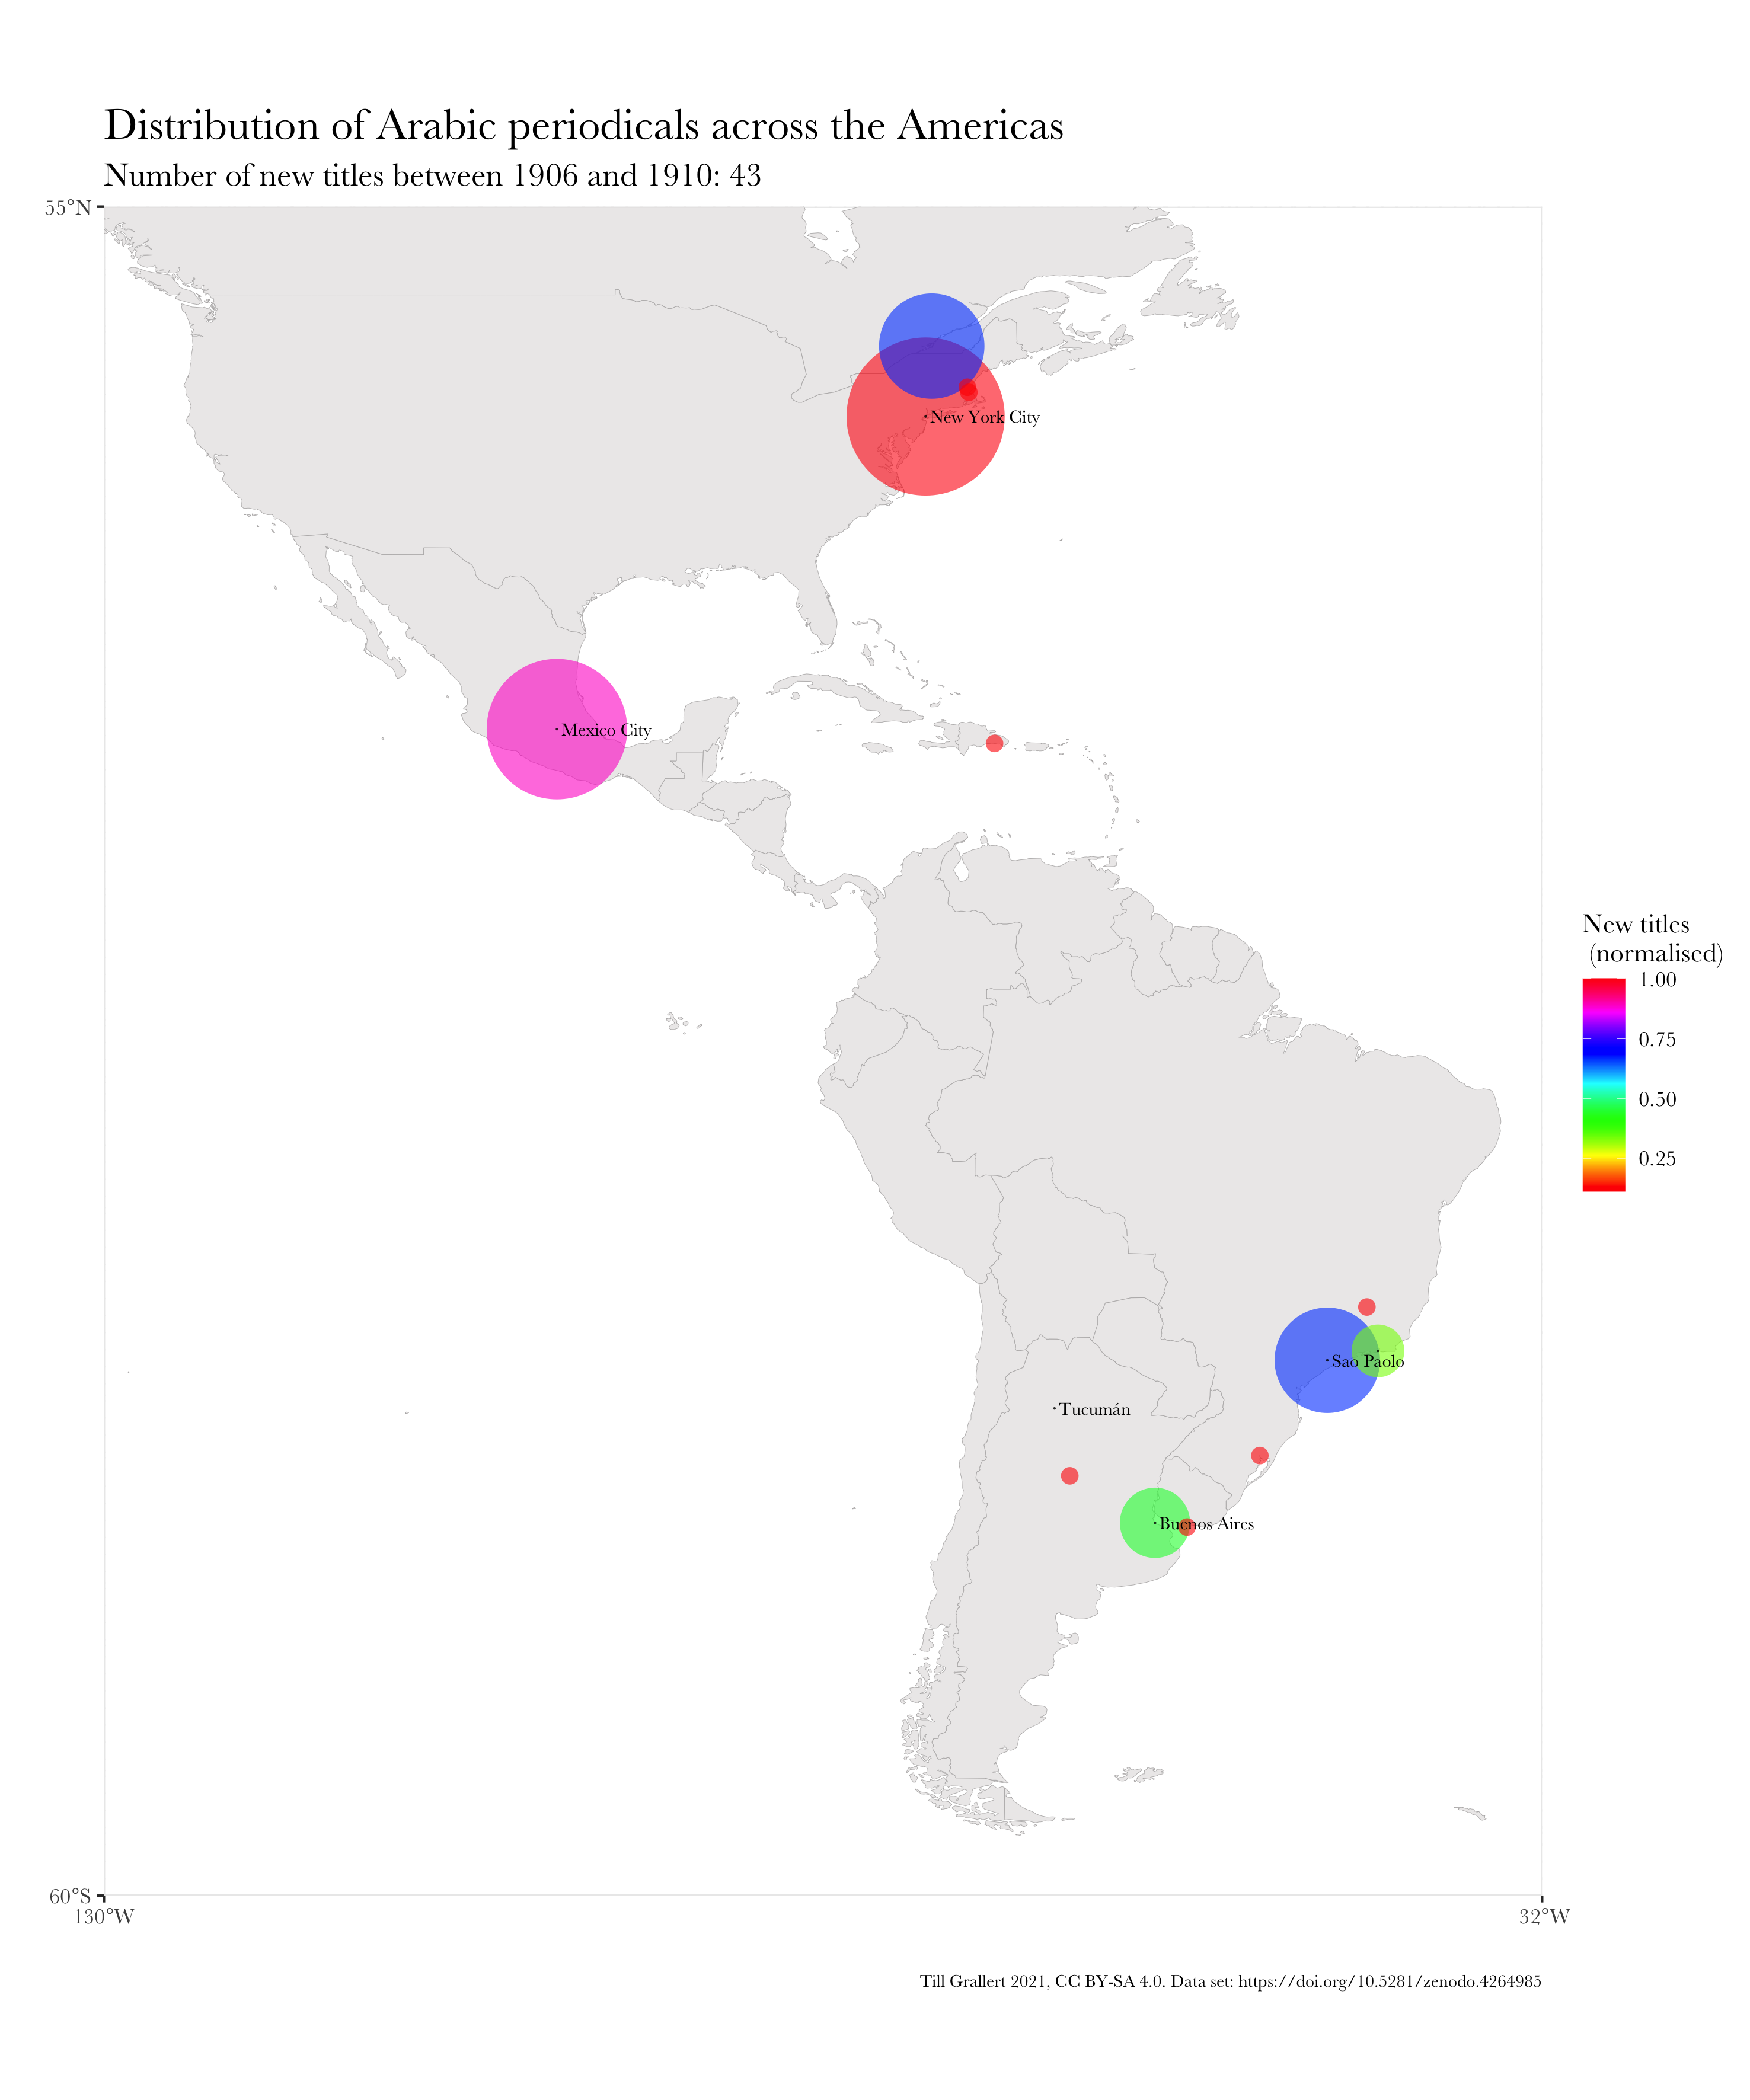 Distribution of Arabic periodicals across the Americas
Number of new titles between 1906 and 1910: 43
55°N
New York City
Mexico City
New titles
(normalised)
1.00
0.75
0.50
0.25
Sao Paolo
Tucumán
Buenos Aires
60°S
130°W
32°W
Till Grallert 2021, CC BY-SA 4.0. Data set: https://doi.org/10.5281/zenodo.4264985